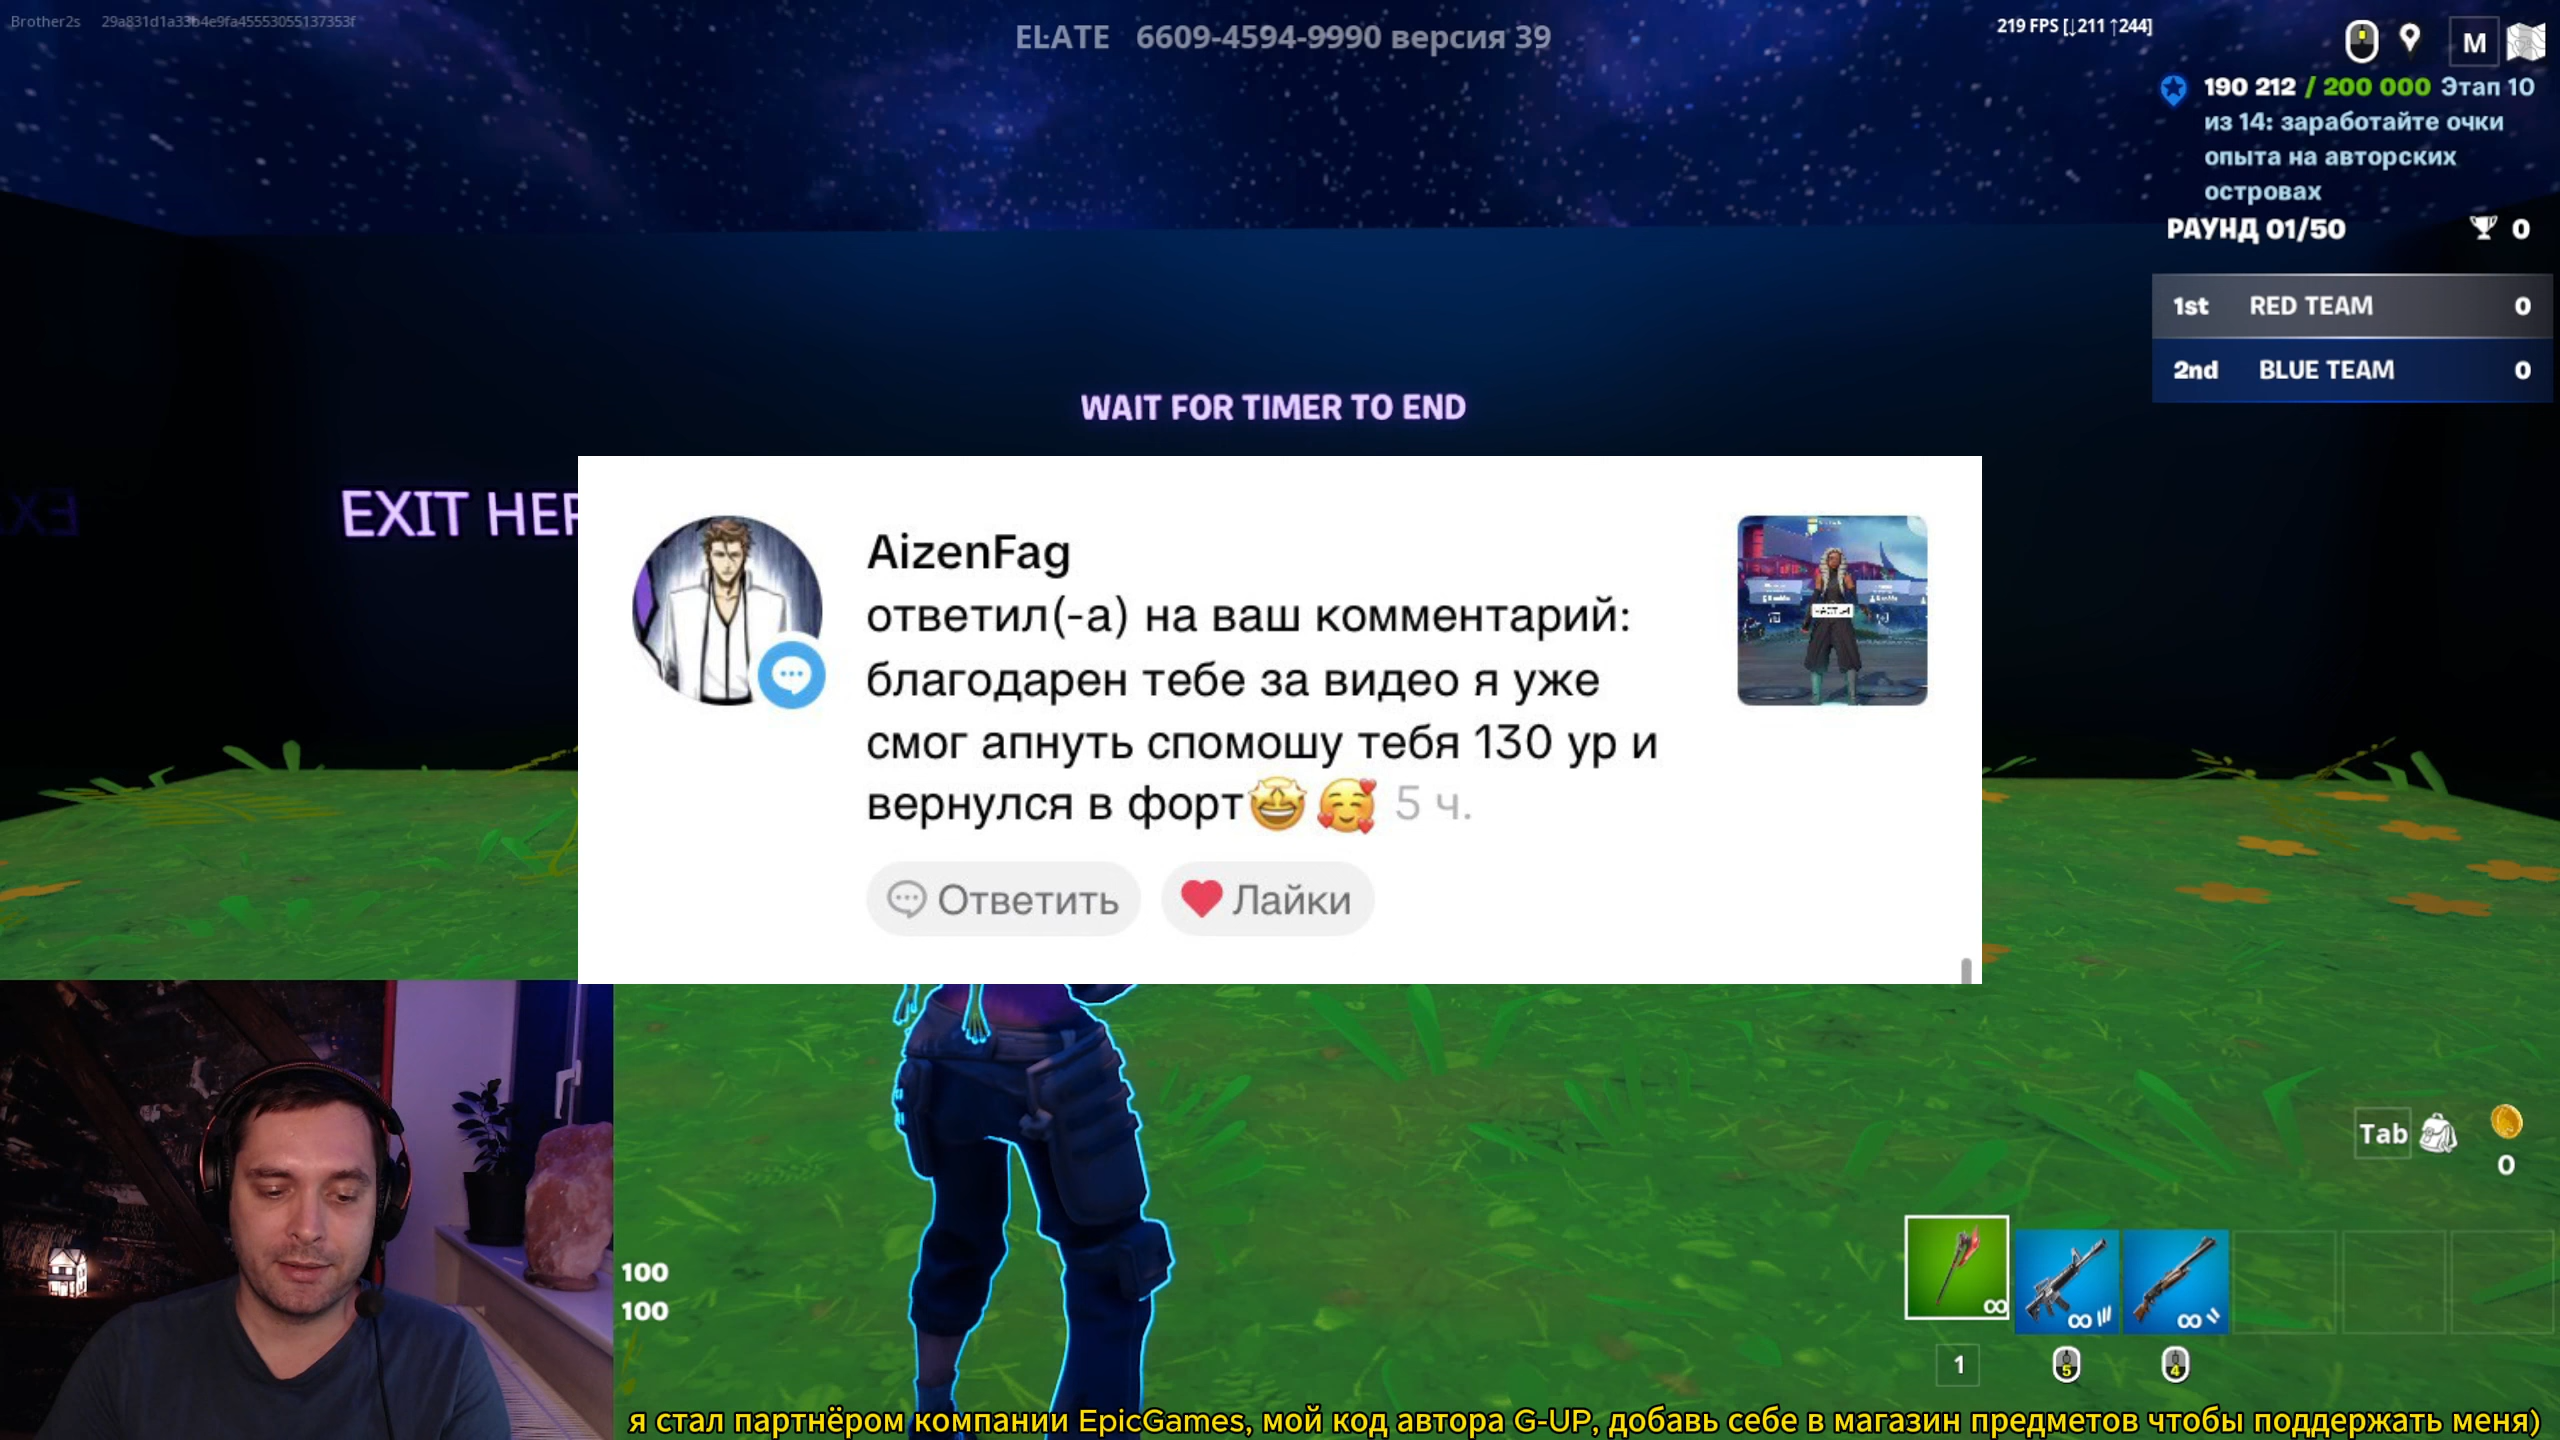 Brother2s 29a831d1a33b4e9fa45553055137353f
ELATE 6609-4594-9990 версия 39
219 FPS [↓211 ↑244]
M
190 212 / 200 000 Этап 10
из 14: заработайте очки
опыта на авторских
островах
РАУНД 01/50 0
1st RED TEAM 0
2nd BLUE TEAM 0
WAIT FOR TIMER TO END
EXIT HER
AizenFag
ответил(-а) на ваш комментарий:
благодарен тебе за видео я уже
смог апнуть спомошу тебя 130 ур и
вернулся в форт🤩🥰 5 ч.
Ответить Лайки
Tab
0
100
100
1 5 4
я стал партнёром компании EpicGames, мой код автора G-UP, добавь себе в магазин предметов чтобы поддержать меня)